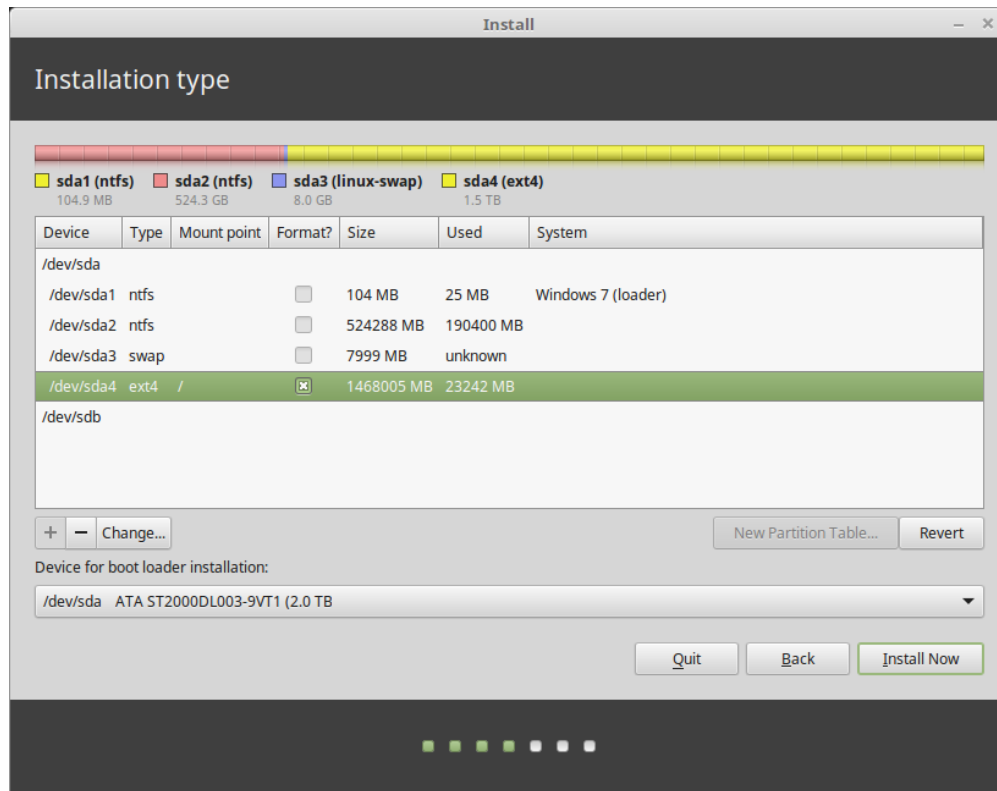 Install
Installation type
sda1 (ntfs) sda2 (ntfs) sda3 (linux-swap) sda4 (ext4)
104.9 MB 524.3 GB 8.0 GB 1.5 TB
Device Type Mount point Format? Size Used System
/dev/sda
/dev/sda1 ntfs 104 MB 25 MB Windows 7 (loader)
/dev/sda2 ntfs 524288 MB 190400 MB
/dev/sda3 swap 7999 MB unknown
/dev/sda4 ext4 / 1468005 MB 23242 MB
/dev/sdb
+ − Change... New Partition Table... Revert
Device for boot loader installation:
/dev/sda ATA ST2000DL003-9VT1 (2.0 TB
Quit Back Install Now